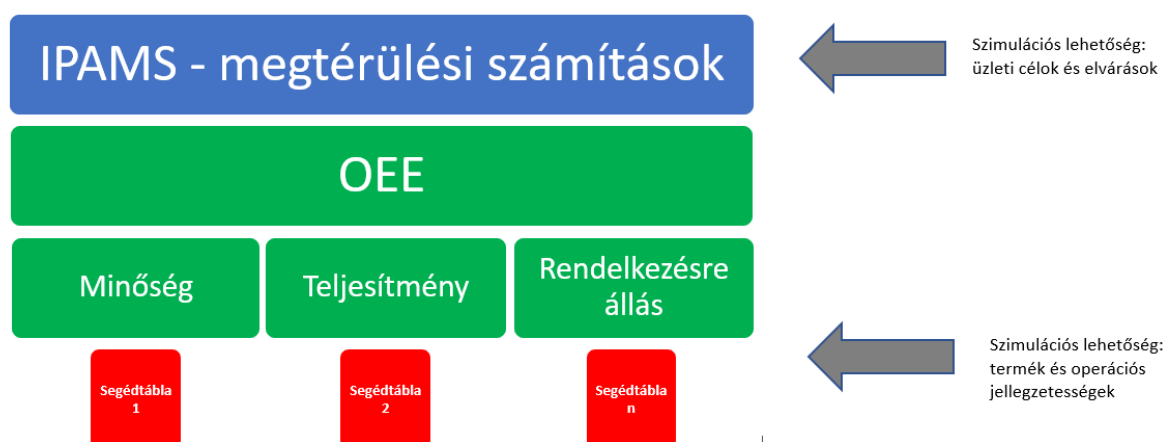 IPAMS - megtérülési számítások
Szimulációs lehetőség:
üzleti célok és elvárások
OEE
Minőség
Teljesítmény
Rendelkezésre
állás
Szimulációs lehetőség:
termék és operációs
jellegzetességek
Segédtábla
1
Segédtábla
2
Segédtábla
n